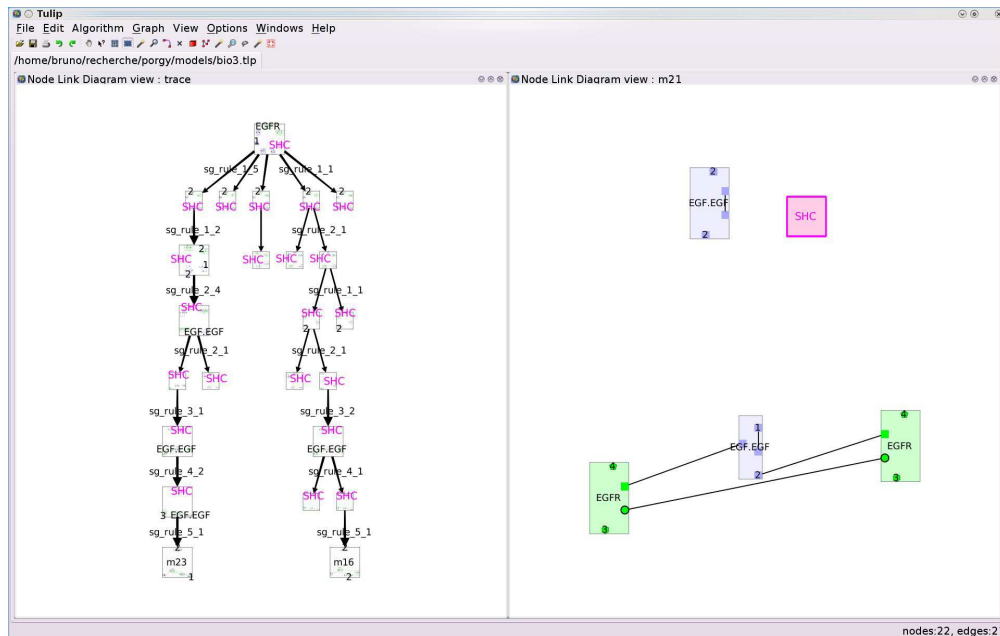 Tulip
File Edit Algorithm Graph View Options Windows Help
/home/bruno/recherche/porgy/models/bio3.tlp
Node Link Diagram view : trace
EGFR
1
SHC
sg_rule_1_5 sg_rule_1_1
2 2 2 2 2
SHC SHC SHC SHC SHC
sg_rule_1_2 sg_rule_2_1
2
SHC SHC SHC SHC
1
2
sg_rule_2_4 sg_rule_1_1
SHC SHC SHC
2 2
EGF.EGF
sg_rule_2_1 sg_rule_2_1
SHC SHC SHC SHC
sg_rule_3_1 sg_rule_3_2
SHC SHC
EGF.EGF EGF.EGF
sg_rule_4_2 sg_rule_4_1
SHC SHC SHC
3 EGF.EGF
sg_rule_5_1 sg_rule_5_1
2 2
m23 m16
1 2
Node Link Diagram view : m21
2
EGF.EGF SHC
2
4
1
EGF.EGF EGFR
4 2 3
EGFR
3